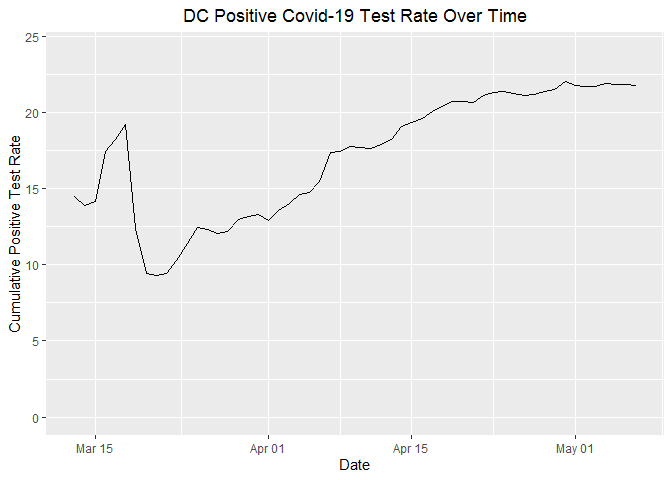 DC Positive Covid-19 Test Rate Over Time
25
20
15
10
5
0
Cumulative Positive Test Rate
Mar 15 Apr 01 Apr 15 May 01
Date